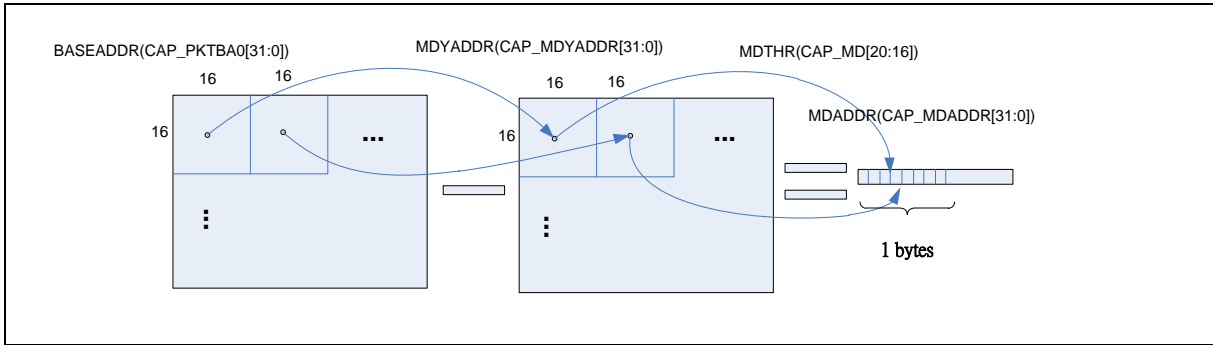 BASEADDR(CAP_PKTBA0[31:0])
MDYADDR(CAP_MDYADDR[31:0])
MDTHR(CAP_MD[20:16])
16
16
16
16
MDADDR(CAP_MDADDR[31:0])
16
16
...
...
...
...
1 bytes